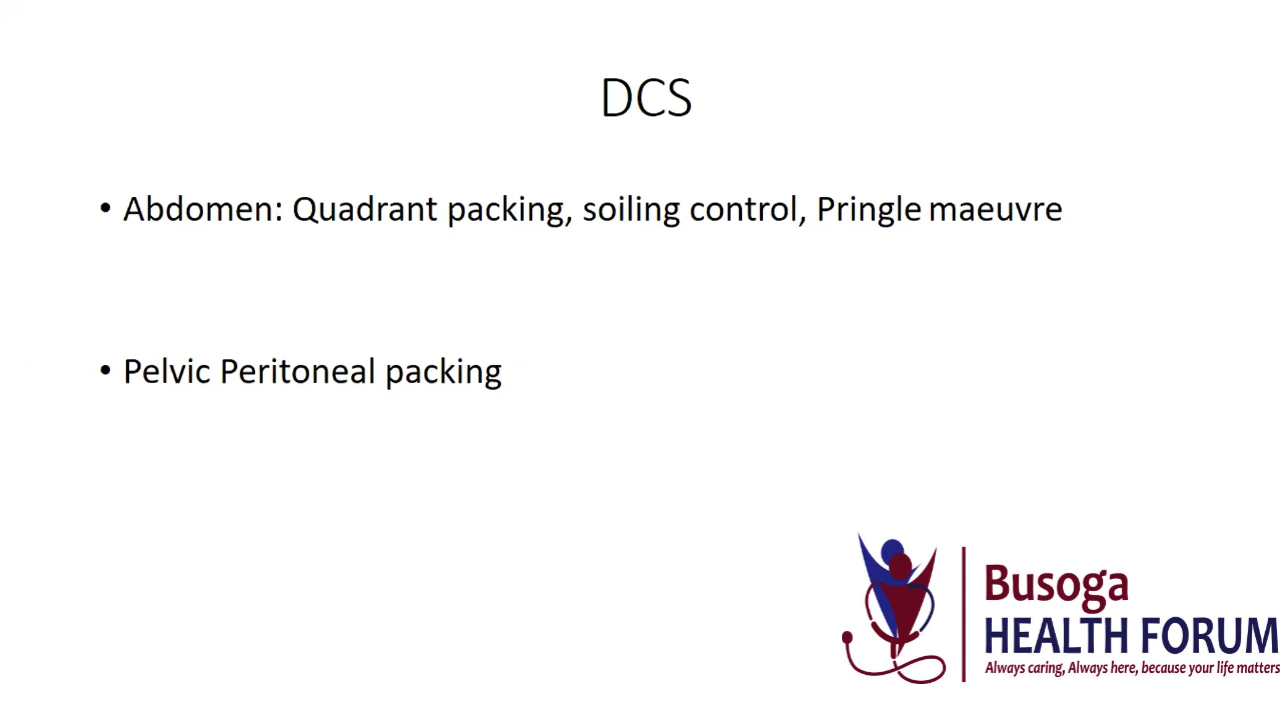 DCS
• Abdomen: Quadrant packing, soiling control, Pringle maeuvre
• Pelvic Peritoneal packing
Busoga
HEALTH FORUM
Always caring, Always here, because your life matters